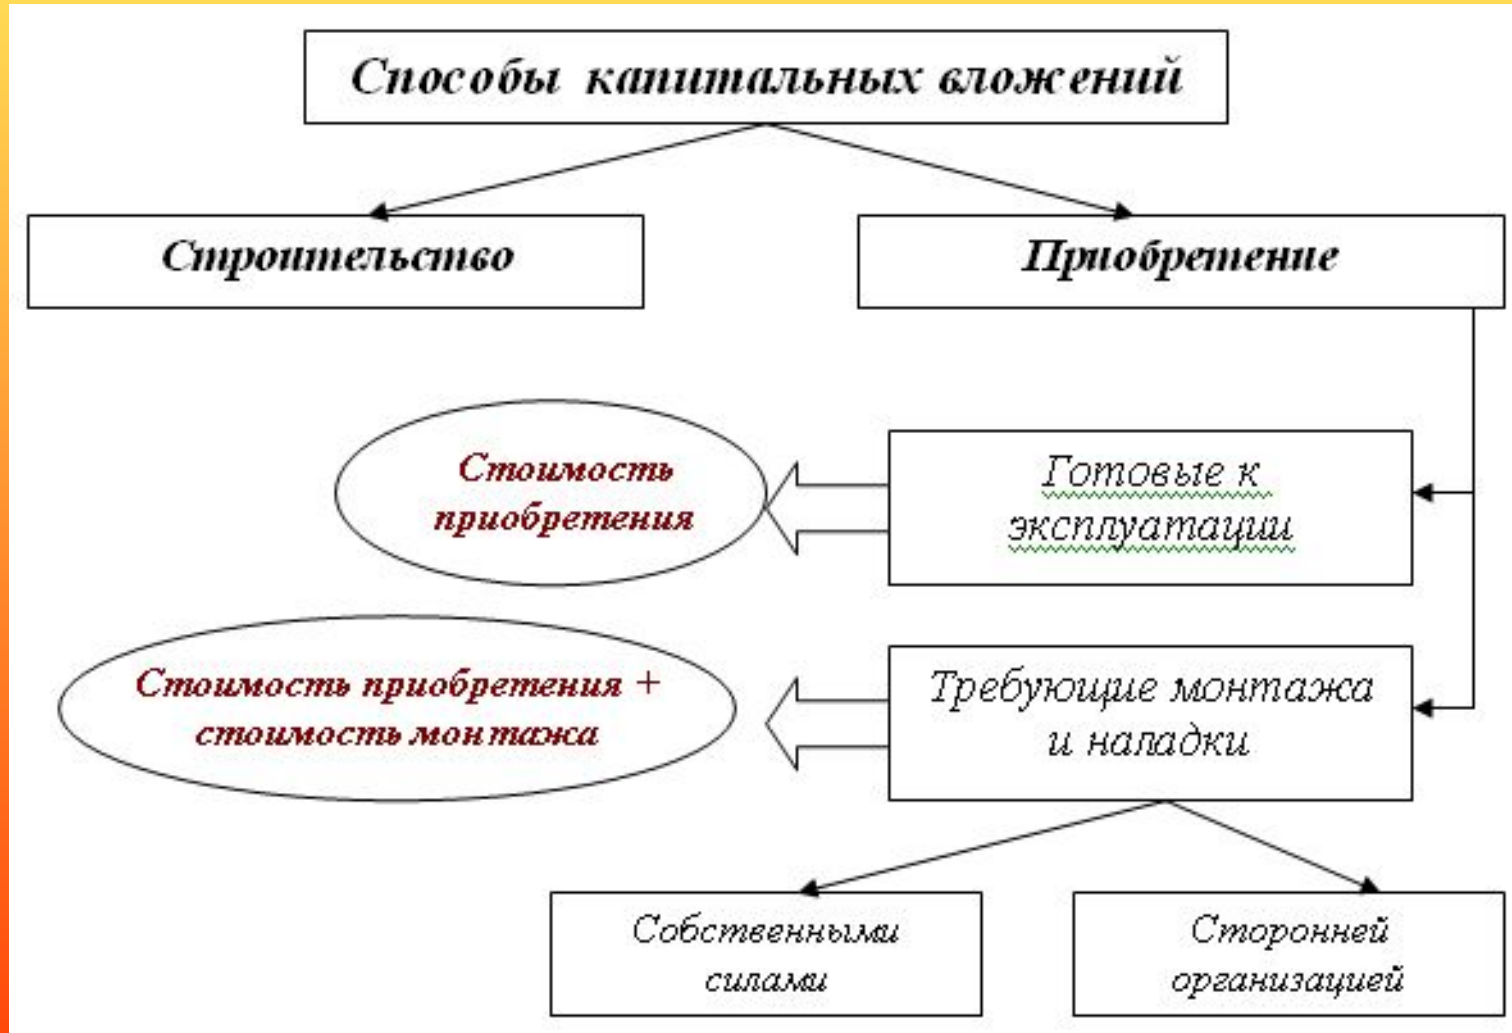 Способы капитальных вложений
Строительство
Приобретение
Стоимость
приобретения
Готовые к
эксплуатации
Стоимость приобретения +
стоимость монтажа
Требующие монтажа
и наладки
Собственными
силами
Сторонней
организацией